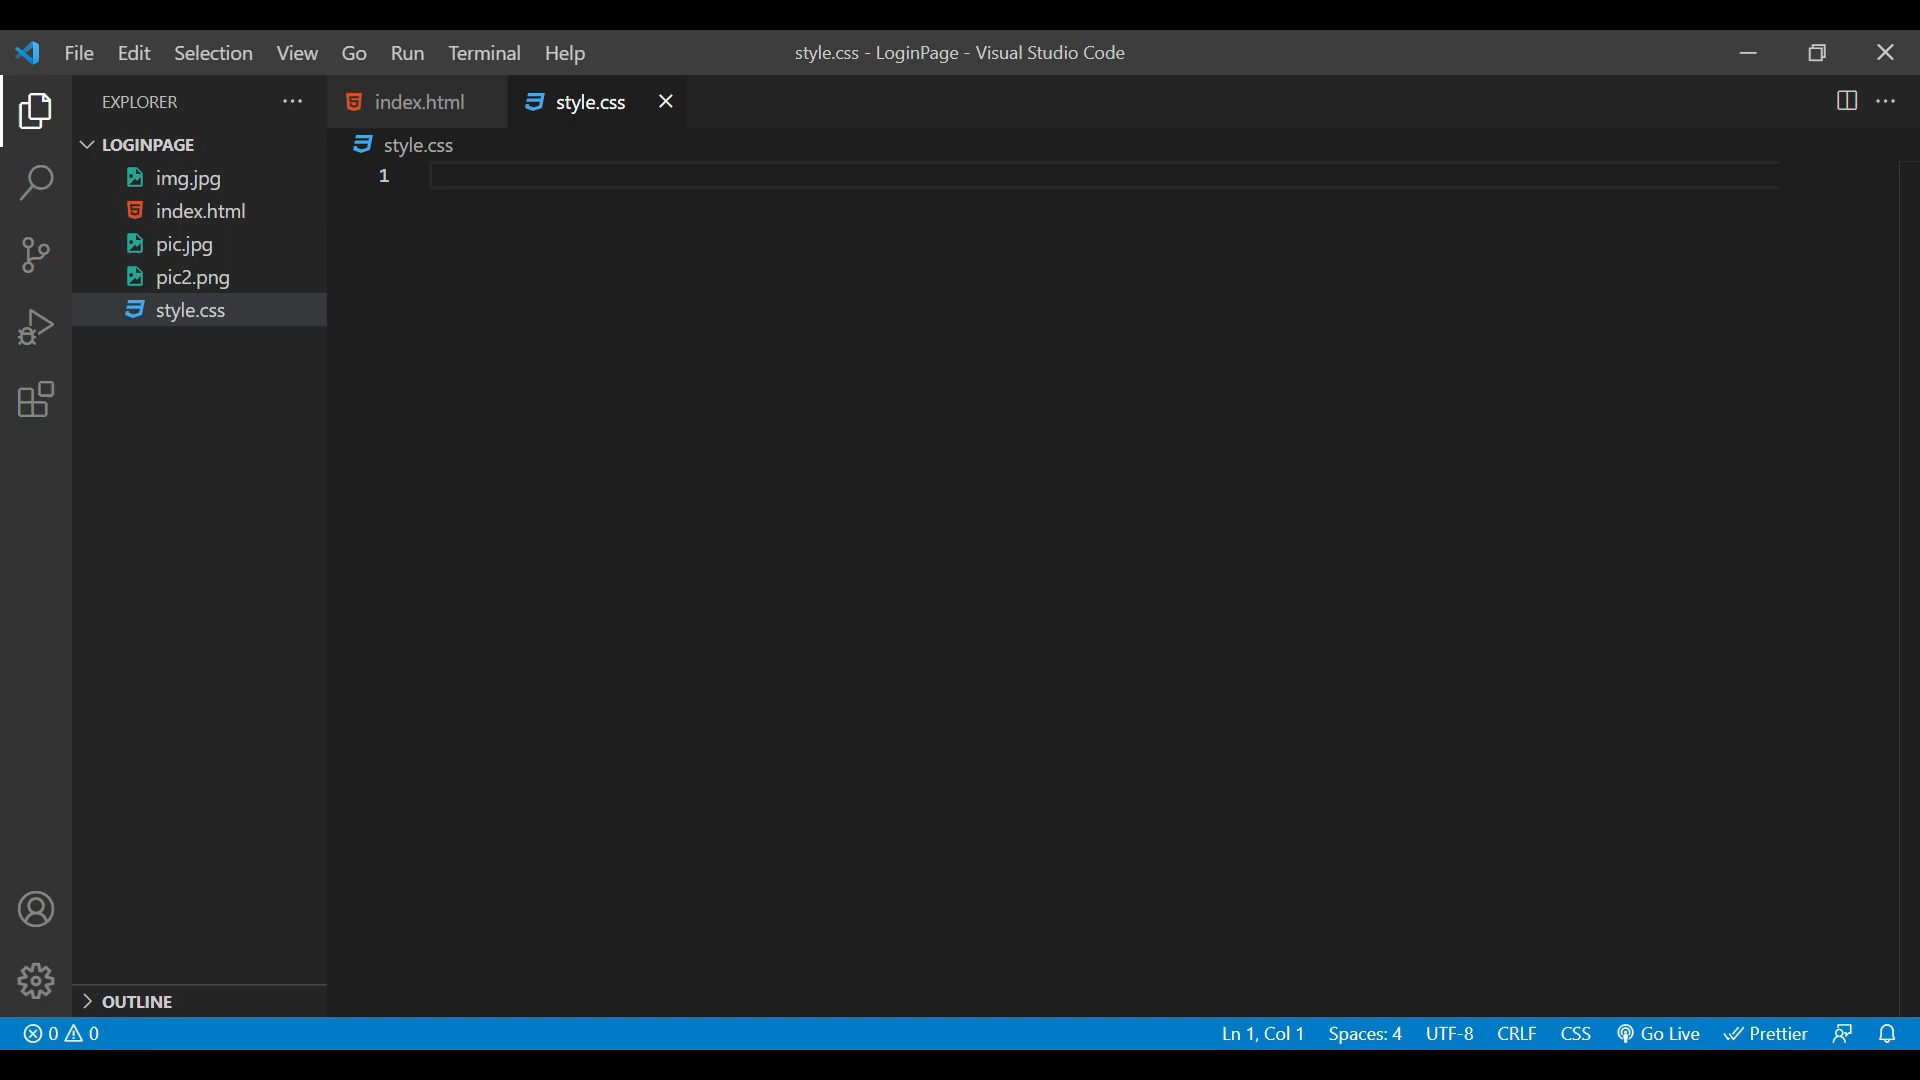 File Edit Selection View Go Run Terminal Help style.css - LoginPage - Visual Studio Code
EXPLORER
index.html
style.css
LOGINPAGE
style.css
1
img.jpg
index.html
pic.jpg
pic2.png
style.css
OUTLINE
0 0 Ln 1, Col 1 Spaces: 4 UTF-8 CRLF CSS Go Live Prettier